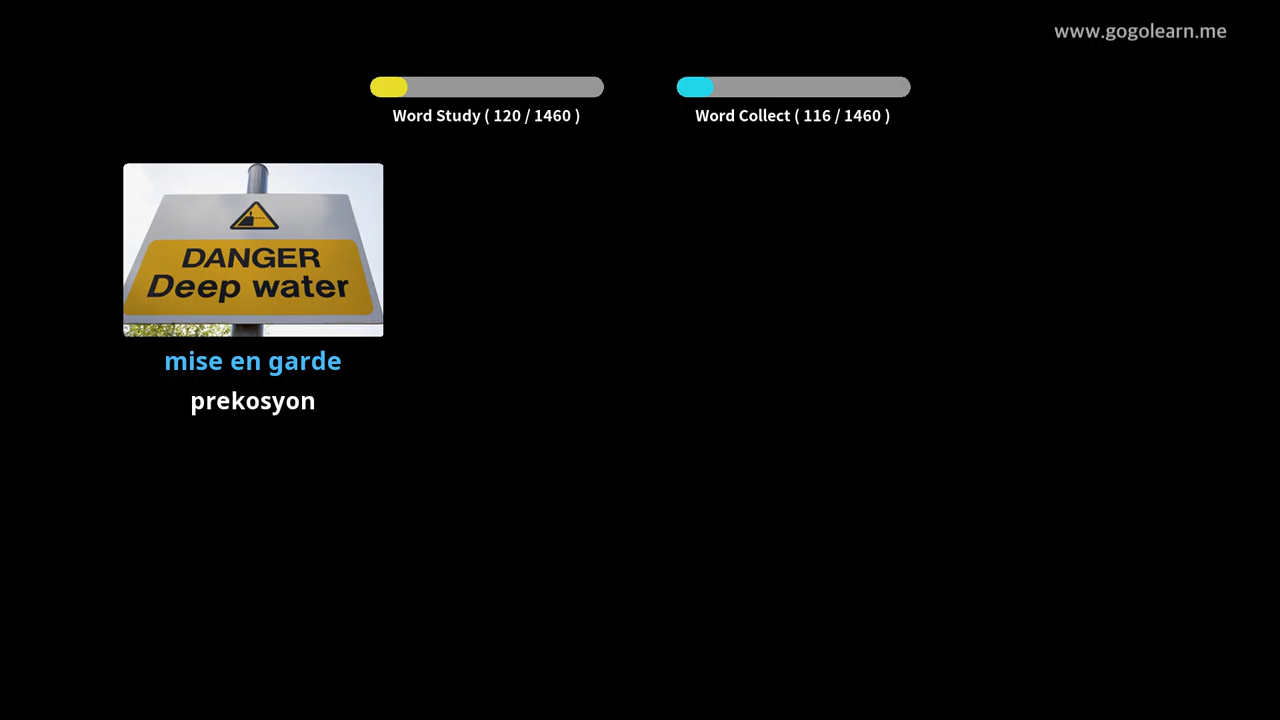 www.gogolearn.me
Word Study ( 120 / 1460 )
Word Collect ( 116 / 1460 )
DANGER
Deep water
mise en garde
prekosyon